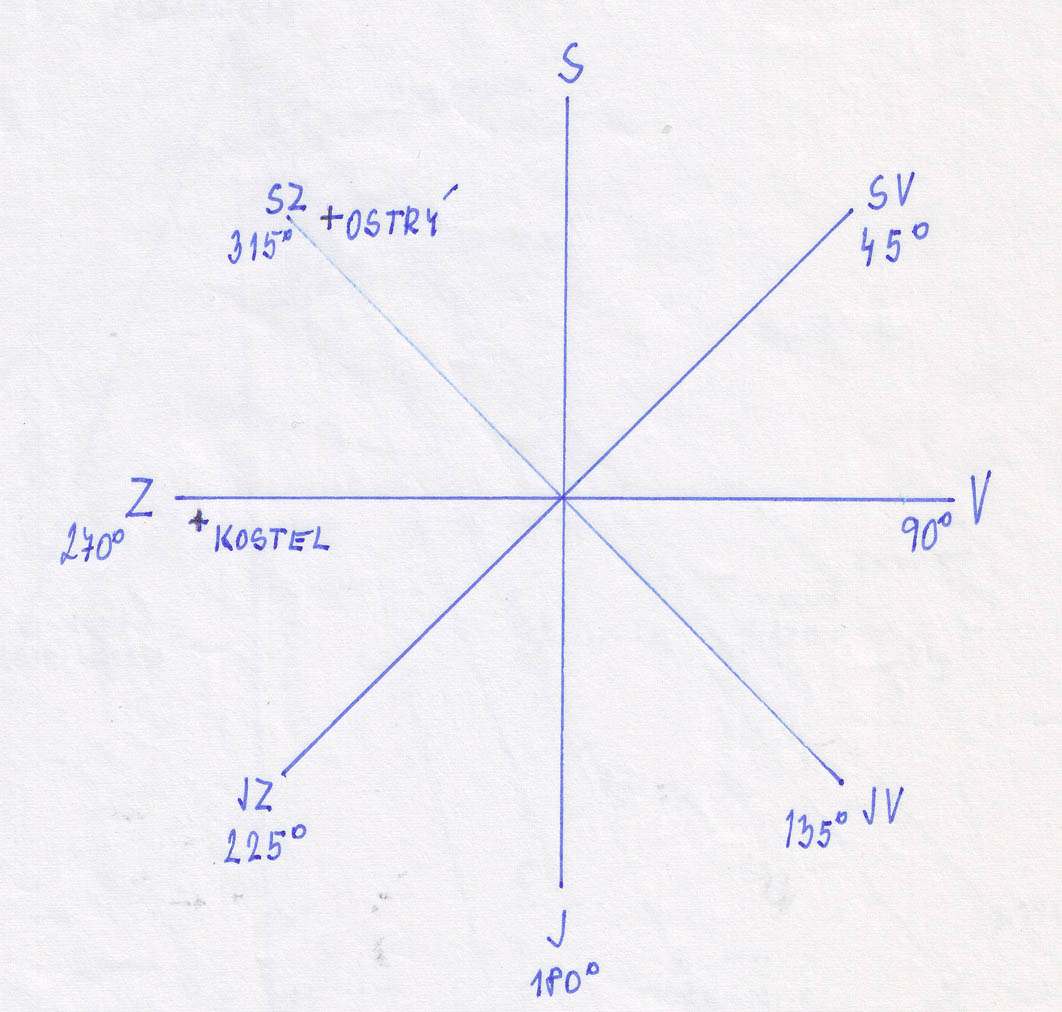 S
SZ
315°
+ OSTRÝ
SV
45°
Z
270°
+ KOSTEL
V
90°
JZ
225°
135° JV
J
180°